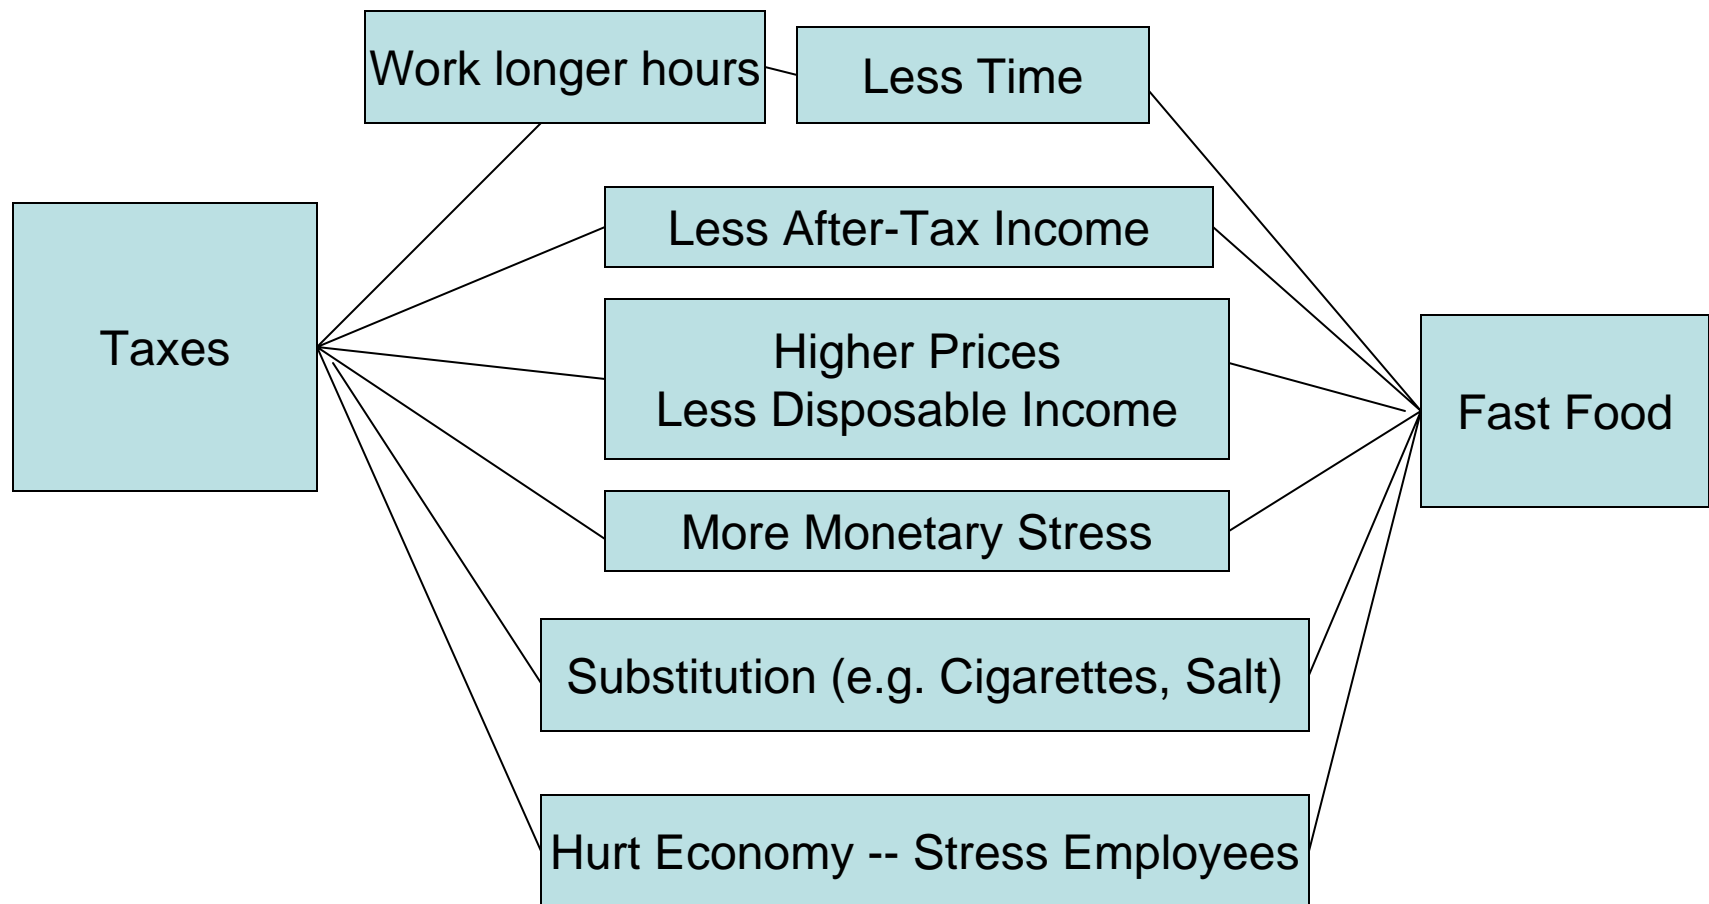 Work longer hours
Less Time
Less After-Tax Income
Taxes
Higher Prices
Less Disposable Income
Fast Food
More Monetary Stress
Substitution (e.g. Cigarettes, Salt)
Hurt Economy -- Stress Employees